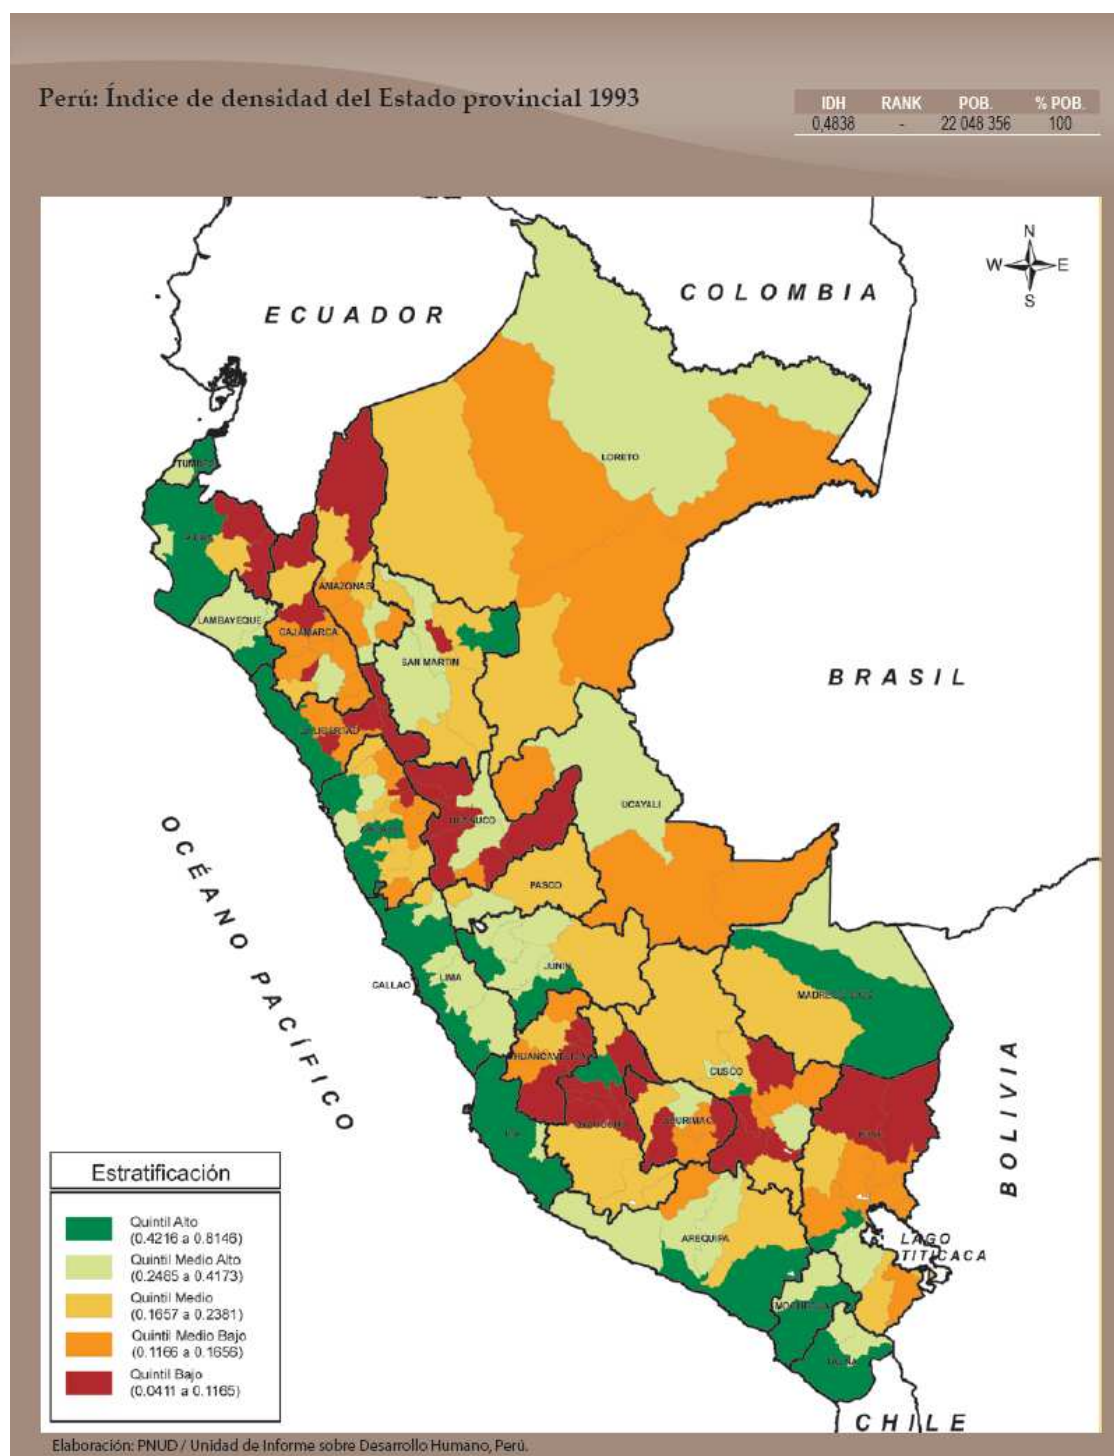 Perú: Índice de densidad del Estado provincial 1993
IDH RANK POB. % POB.
0,4838 - 22 048 356 100
N
W E
S
ECUADOR
COLOMBIA
LORETO
TUMBES
PIURA
AMAZONAS
LAMBAYEQUE
CAJAMARCA
SAN MARTIN
BRASIL
LA LIBERTAD
UCAYALI
HUANUCO
ANCASH
PASCO
OCÉANO PACÍFICO
JUNIN
LIMA
CALLAO
MADRE DE DIOS
HUANCAVELICA
CUSCO
AYACUCHO
APURIMAC
PUNO
ICA
BOLIVIA
AREQUIPA
LAGO
TITICACA
MOQUEGUA
TACNA
CHILE
Estratificación
Quintil Alto
(0.4216 a 0.8146)
Quintil Medio Alto
(0.2485 a 0.4173)
Quintil Medio
(0.1657 a 0.2381)
Quintil Medio Bajo
(0.1166 a 0.1656)
Quintil Bajo
(0.0411 a 0.1165)
Elaboración: PNUD / Unidad de Informe sobre Desarrollo Humano, Perú.